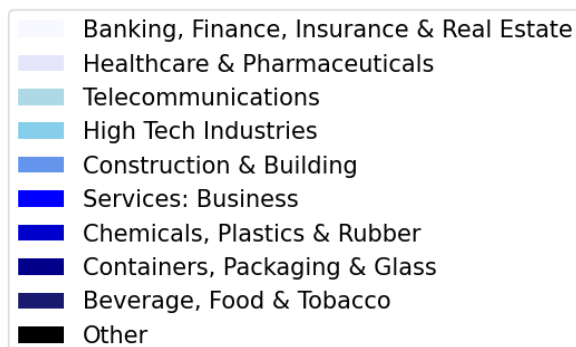 Banking, Finance, Insurance & Real Estate
Healthcare & Pharmaceuticals
Telecommunications
High Tech Industries
Construction & Building
Services: Business
Chemicals, Plastics & Rubber
Containers, Packaging & Glass
Beverage, Food & Tobacco
Other